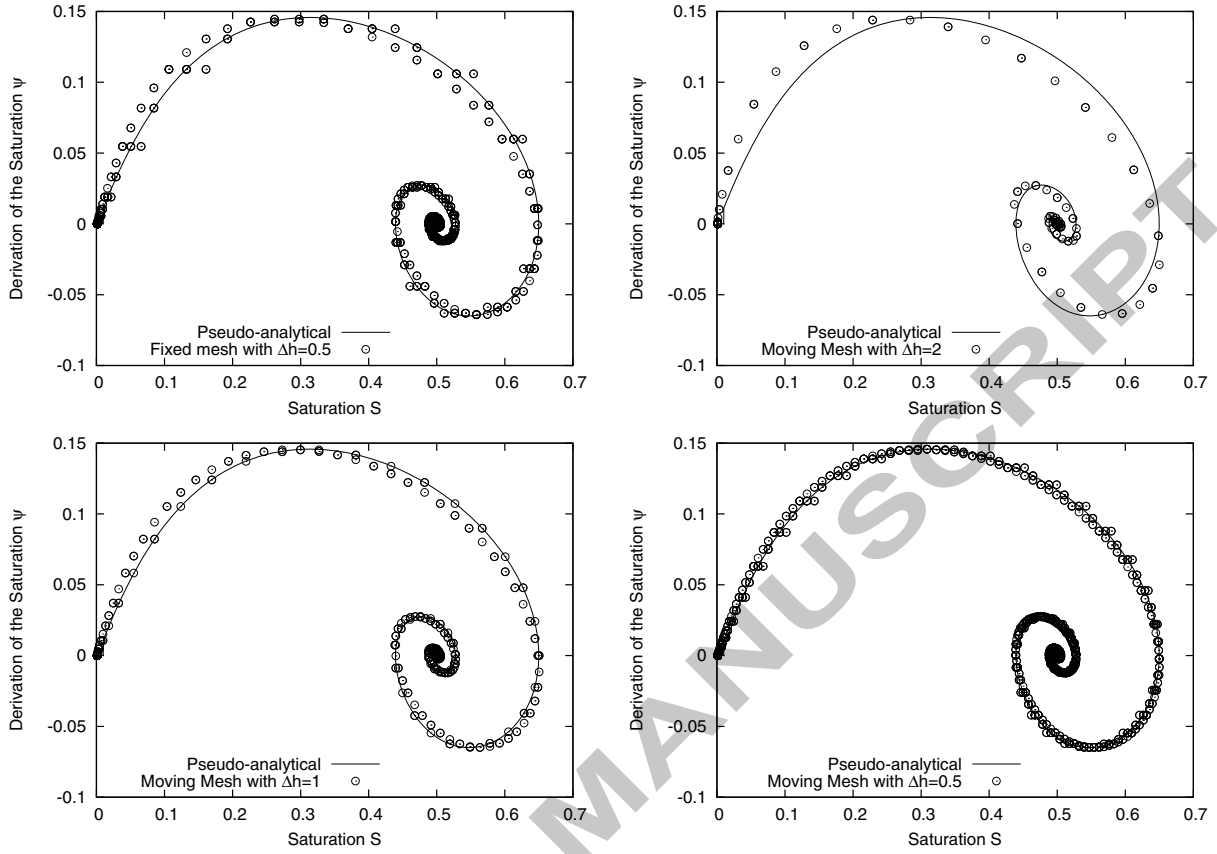 0.15
0.1
0.05
0
-0.05
-0.1
0 0.1 0.2 0.3 0.4 0.5 0.6 0.7
Derivation of the Saturation ψ
Saturation S
Pseudo-analytical
Fixed mesh with Δh=0.5
0.15
0.1
0.05
0
-0.05
-0.1
0 0.1 0.2 0.3 0.4 0.5 0.6 0.7
Derivation of the Saturation ψ
Saturation S
Pseudo-analytical
Moving Mesh with Δh=2
0.15
0.1
0.05
0
-0.05
-0.1
0 0.1 0.2 0.3 0.4 0.5 0.6 0.7
Derivation of the Saturation ψ
Saturation S
Pseudo-analytical
Moving Mesh with Δh=1
0.15
0.1
0.05
0
-0.05
-0.1
0 0.1 0.2 0.3 0.4 0.5 0.6 0.7
Derivation of the Saturation ψ
Saturation S
Pseudo-analytical
Moving Mesh with Δh=0.5
MANUSCRIPT